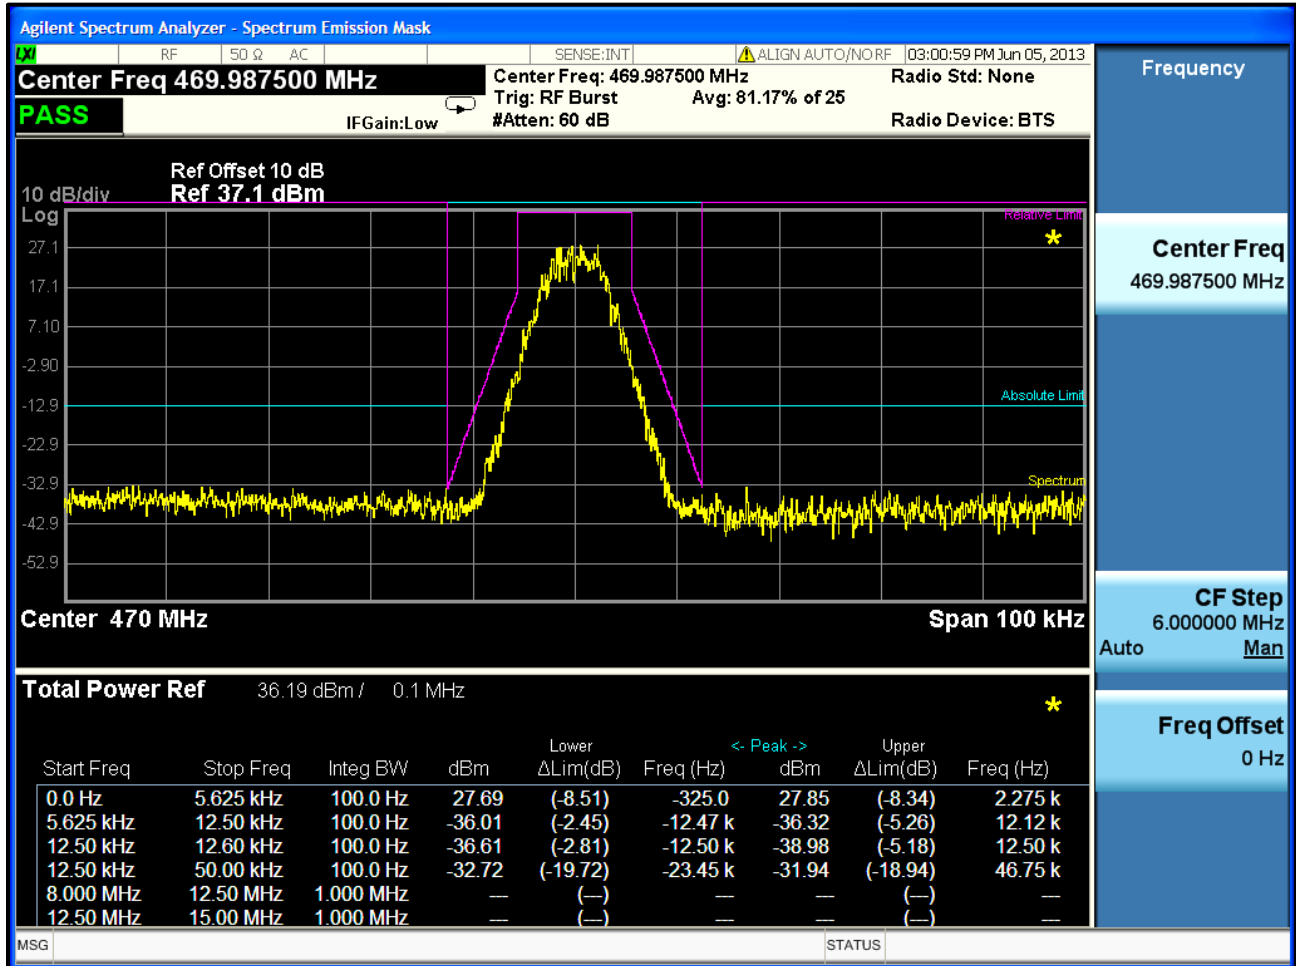 Agilent Spectrum Analyzer - Spectrum Emission Mask
LXI RF 50 Ω AC SENSE:INT ALIGN AUTO/NO RF 03:00:59 PM Jun 05, 2013
Center Freq 469.987500 MHz
Center Freq: 469.987500 MHz Radio Std: None
Trig: RF Burst Avg: 81.17% of 25
PASS IFGain:Low #Atten: 60 dB Radio Device: BTS
Ref Offset 10 dB
10 dB/div Ref 37.1 dBm
Log
Relative Limit
*
27.1
17.1
7.10
-2.90
-12.9
Absolute Limit
-22.9
-32.9
Spectrum
-42.9
-52.9
Center 470 MHz Span 100 kHz
Total Power Ref 36.19 dBm / 0.1 MHz
*
Lower <- Peak -> Upper
Start Freq Stop Freq Integ BW dBm ΔLim(dB) Freq (Hz) dBm ΔLim(dB) Freq (Hz)
0.0 Hz 5.625 kHz 100.0 Hz 27.69 (-8.51) -325.0 27.85 (-8.34) 2.275 k
5.625 kHz 12.50 kHz 100.0 Hz -36.01 (-2.45) -12.47 k -36.32 (-5.26) 12.12 k
12.50 kHz 12.60 kHz 100.0 Hz -36.61 (-2.81) -12.50 k -38.98 (-5.18) 12.50 k
12.50 kHz 50.00 kHz 100.0 Hz -32.72 (-19.72) -23.45 k -31.94 (-18.94) 46.75 k
8.000 MHz 12.50 MHz 1.000 MHz --- (---) --- --- (---) ---
12.50 MHz 15.00 MHz 1.000 MHz --- (---) --- --- (---) ---
MSG STATUS
Frequency
Center Freq
469.987500 MHz
CF Step
6.000000 MHz
Auto Man
Freq Offset
0 Hz